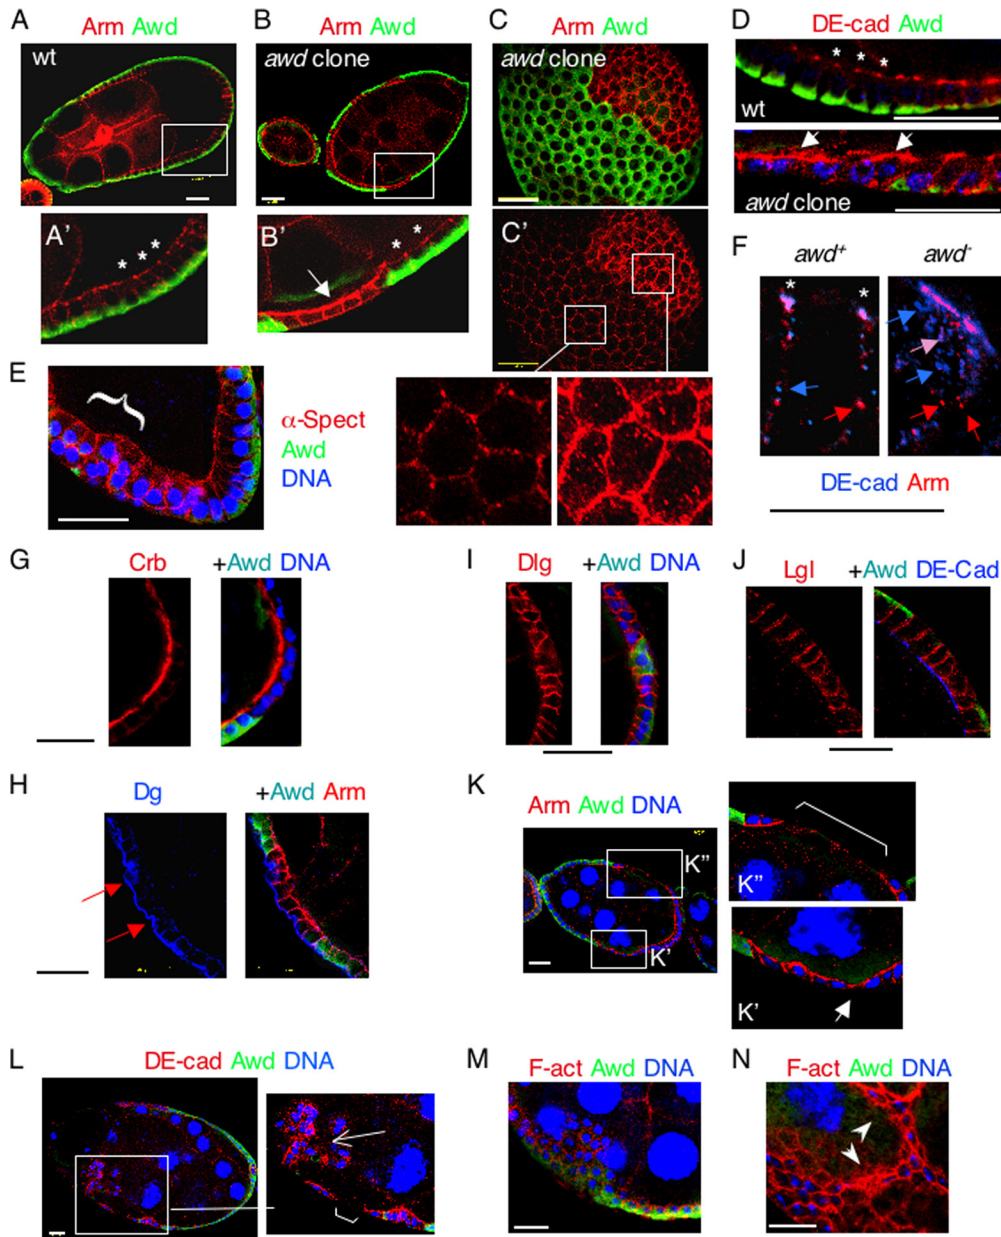 A
Arm Awd
wt
B
Arm Awd
awd clone
C
Arm Awd
awd clone
D
DE-cad Awd
* * *
wt
awd clone
A'
* * *
B'
* *
C'
F
awd⁺
awd⁻
*
*
DE-cad Arm
E
{
α-Spect
Awd
DNA
G
Crb
+Awd DNA
I
Dlg
+Awd DNA
J
Lgl
+Awd DE-Cad
H
Dg
+Awd Arm
K
Arm Awd DNA
K"
K'
K"
K'
L
DE-cad Awd DNA
M
F-act Awd DNA
N
F-act Awd DNA